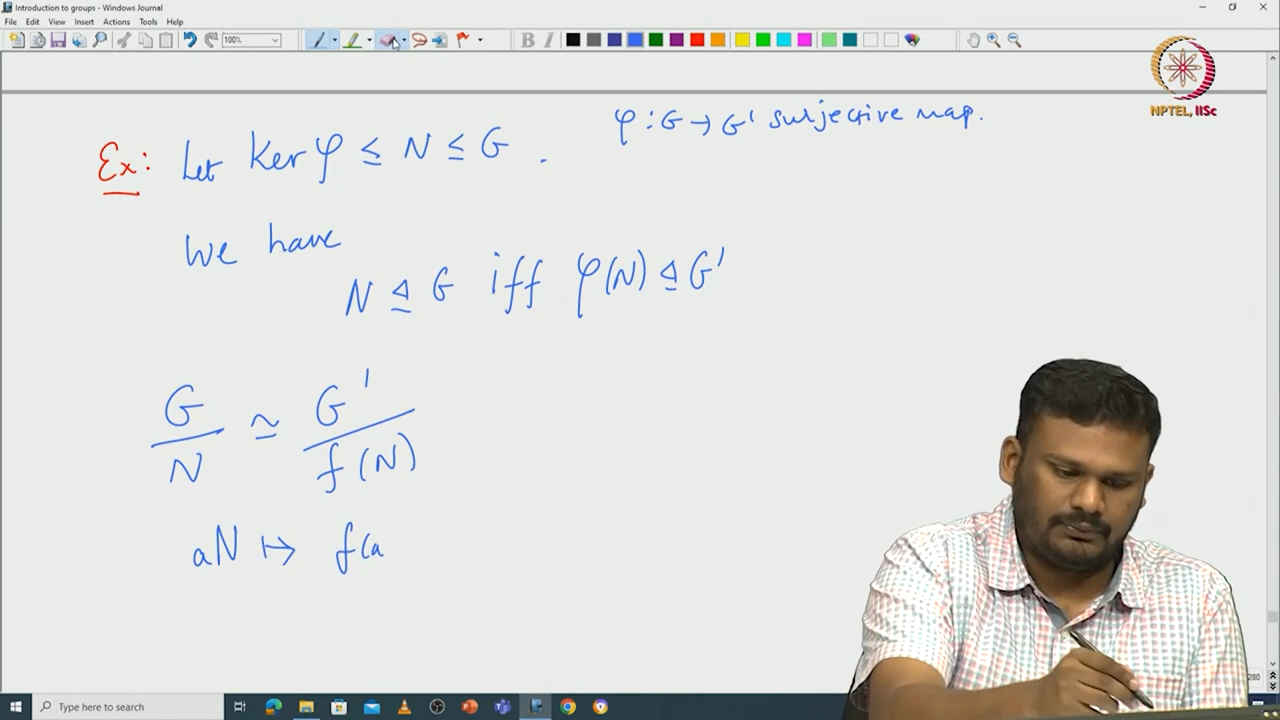 Introduction to groups - Windows Journal
File Edit View Insert Actions Tools Help
100%
B I
NPTEL, IISc
φ : G → G' surjective map.
Ex: Let Ker φ ≤ N ≤ G .
We have
N ⊴ G iff φ(N) ⊴ G'
G/N ≃ G'/f(N)
aN ↦ f(a
280
Type here to search